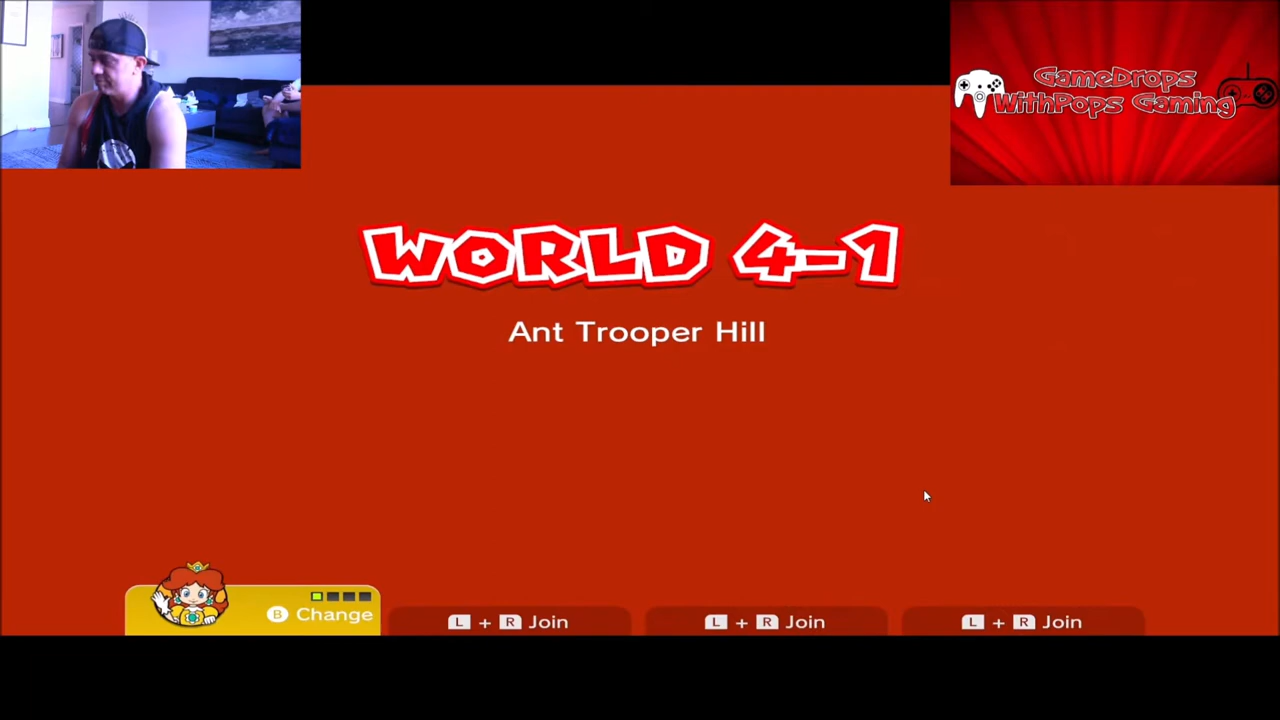 GameDrops
WithPops Gaming
WORLD 4-1
Ant Trooper Hill
B Change
L + R Join
L + R Join
L + R Join